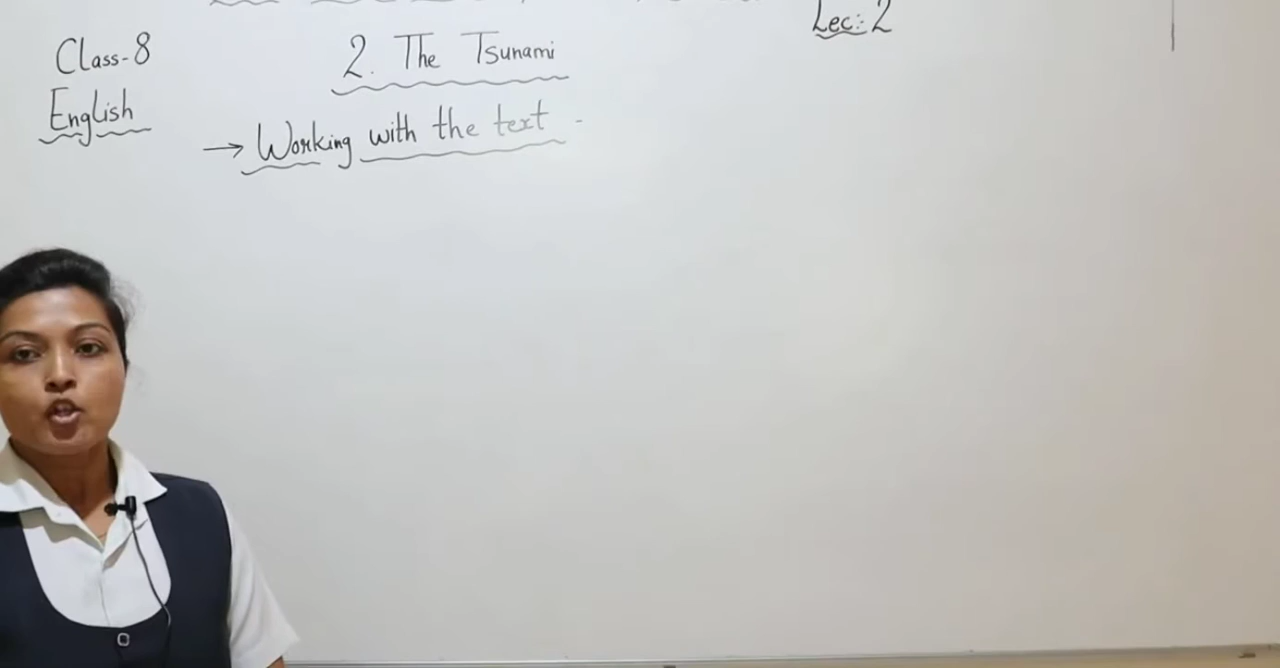 Lec:- 2
Class-8
2. The Tsunami
English
→ Working with the text -